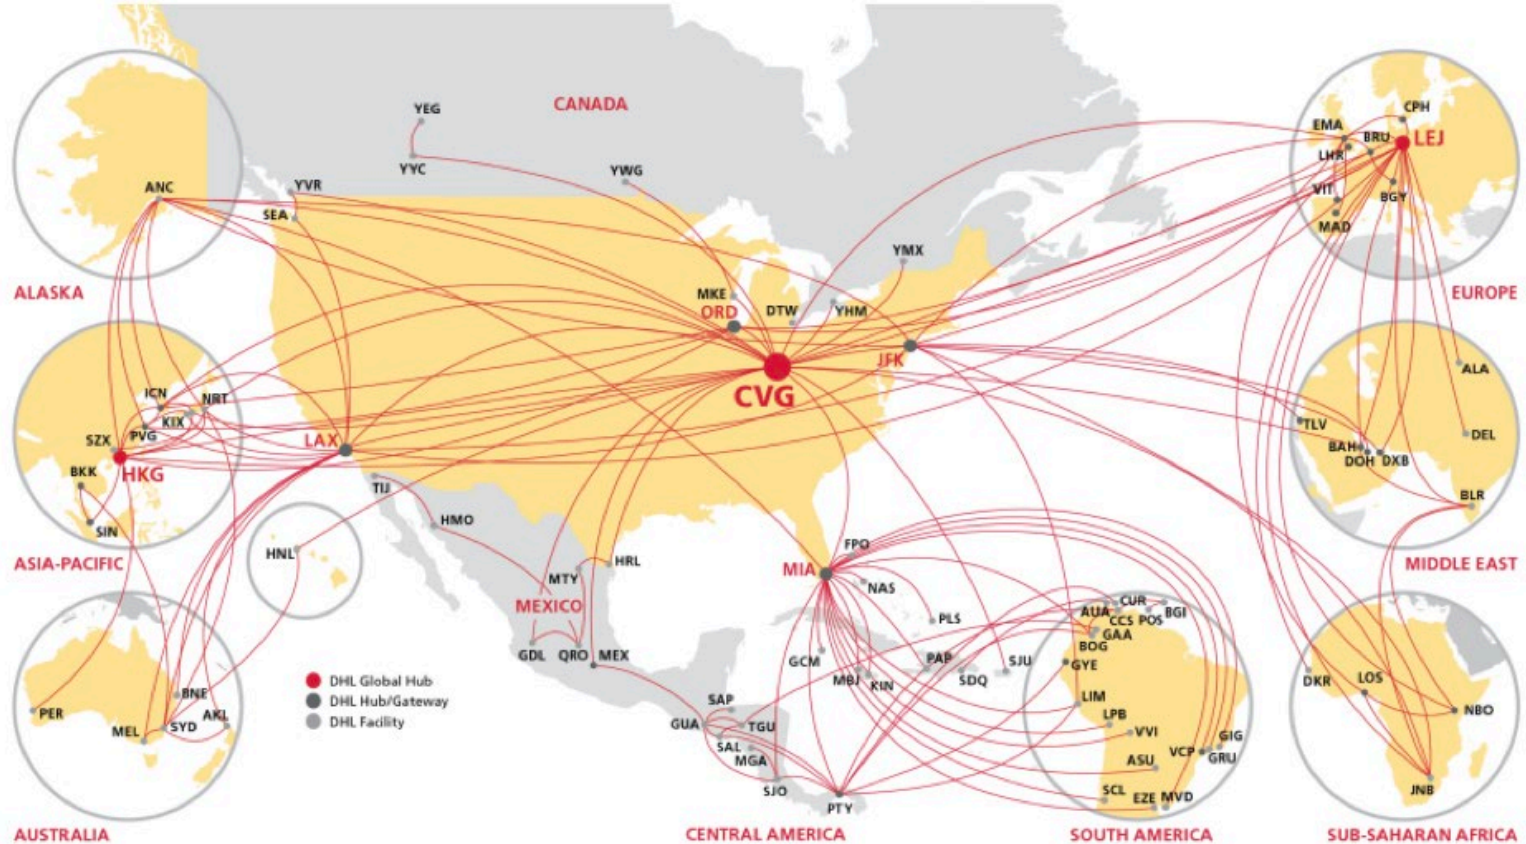 CANADA
YEG
YYC
YWG
YVR
SEA
ANC
ALASKA
YMX
MKE
ORD
DTW
YHM
JFK
CVG
CPH
EMA
BRU
LEJ
LHR
VIT
BGY
MAD
EUROPE
ICN
NRT
KIX
PVG
SZX
HKG
BKK
SIN
ASIA-PACIFIC
LAX
TIJ
HMO
HNL
HRL
MTY
MEXICO
GDL
QRO
MEX
ALA
TLV
BAH
DEL
DOH
DXB
BLR
MIDDLE EAST
MIA
FPO
NAS
PLS
GCM
MBJ
KIN
PAP
SDQ
SJU
SAP
GUA
TGU
SAL
MGA
SJO
PTY
CENTRAL AMERICA
AUA
CUR
CCS
POS
BGI
GAA
BOG
GYE
LIM
LPB
VVI
ASU
VCP
GIG
GRU
SCL
EZE
MVD
SOUTH AMERICA
DKR
LOS
NBO
JNB
SUB-SAHARAN AFRICA
PER
MEL
SYD
BNE
AKL
AUSTRALIA
DHL Global Hub
DHL Hub/Gateway
DHL Facility